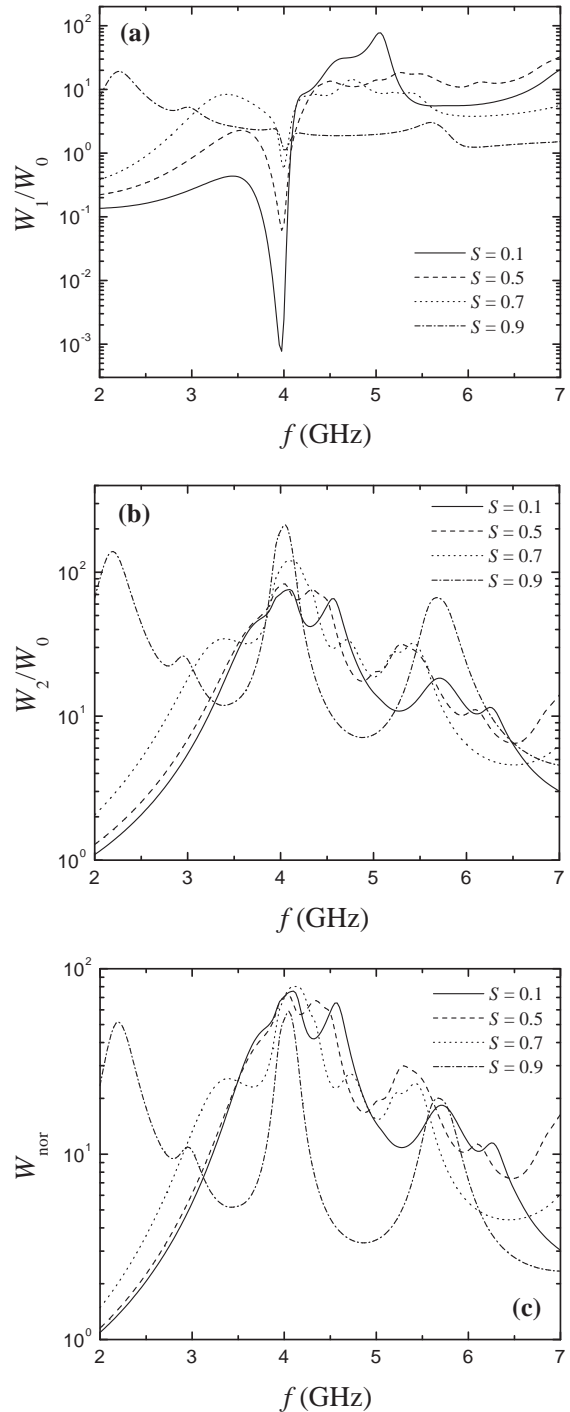 (a)
W₁/W₀
10²
10¹
10⁰
10⁻¹
10⁻²
10⁻³
S = 0.1
S = 0.5
S = 0.7
S = 0.9
2 3 4 5 6 7
f (GHz)
(b)
W₂/W₀
10²
10¹
10⁰
S = 0.1
S = 0.5
S = 0.7
S = 0.9
2 3 4 5 6 7
f (GHz)
W_nor
10²
10¹
10⁰
S = 0.1
S = 0.5
S = 0.7
S = 0.9
(c)
2 3 4 5 6 7
f (GHz)